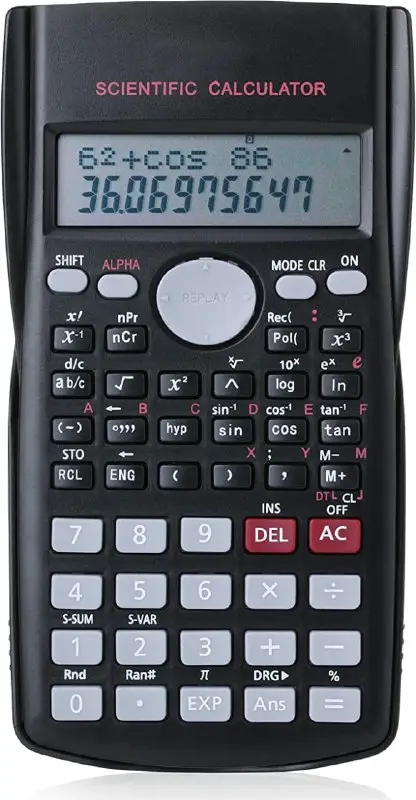 SCIENTIFIC CALCULATOR
D
6²+cos 86
36.06975647
SHIFT ALPHA MODE CLR ON
REPLAY
x! nPr Rec( : ³√
x⁻¹ nCr Pol( x³
d/c ˣ√ 10ˣ eˣ e
a b/c √ x² ^ log ln
A ← B C sin⁻¹ D cos⁻¹ E tan⁻¹ F
(−) °’’’ hyp sin cos tan
STO ← X ; Y M− M
RCL ENG ( ) , M+
DT CL
INS OFF
7 8 9 DEL AC
4 5 6 × ÷
S-SUM S-VAR
1 2 3 + −
Rnd Ran# π DRG▶ %
0 · EXP Ans =